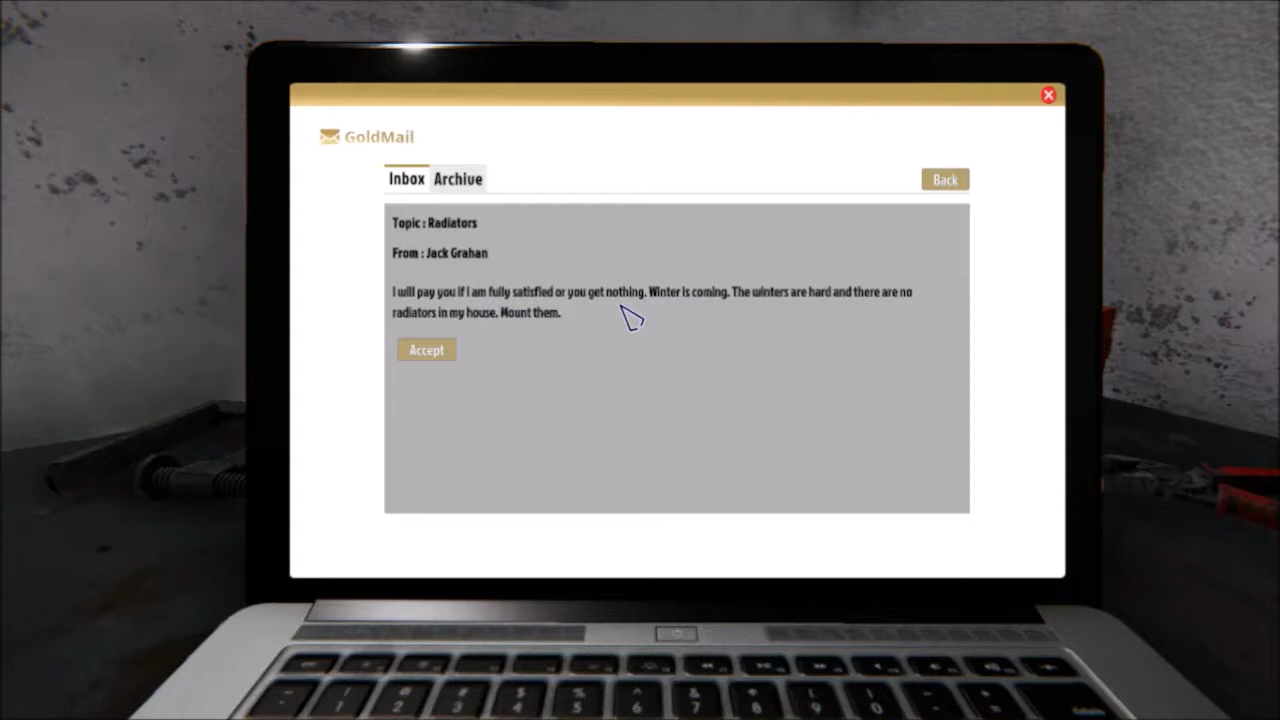 GoldMail
Inbox Archive
Back
Topic : Radiators
From : Jack Grahan
I will pay you if I am fully satisfied or you get nothing. Winter is coming. The winters are hard and there are no
radiators in my house. Mount them.
Accept